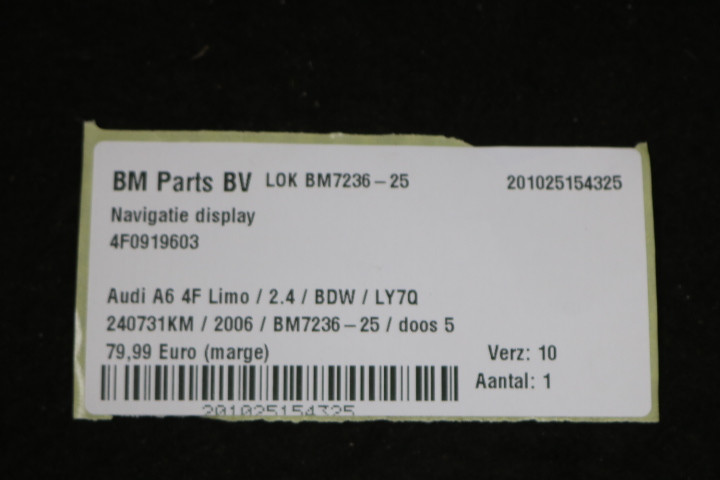 BM Parts BV LOK BM7236-25 201025154325
Navigatie display
4F0919603
Audi A6 4F Limo / 2.4 / BDW / LY7Q
240731KM / 2006 / BM7236-25 / doos 5
79,99 Euro (marge) Verz: 10
Aantal: 1
201025154325